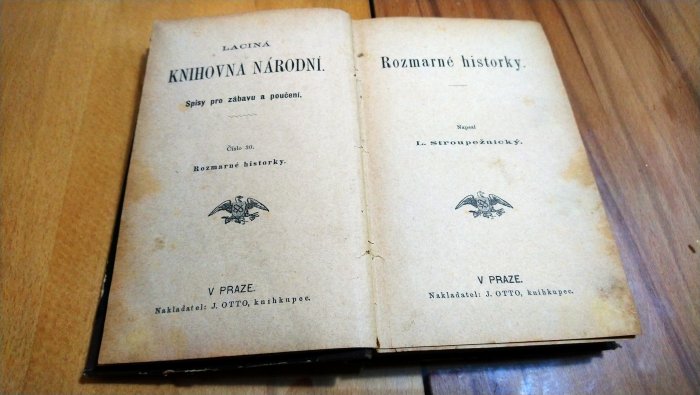 LACINÁ
KNIHOVNA NÁRODNÍ.
Spisy pro zábavu a poučení.
Číslo 30.
Rozmarné historky.
V PRAZE.
Nakladatel: J. OTTO, knihkupec.
Rozmarné historky.
Napsal
L. Stroupežnický.
V PRAZE.
Nakladatel: J. OTTO, knihkupec.